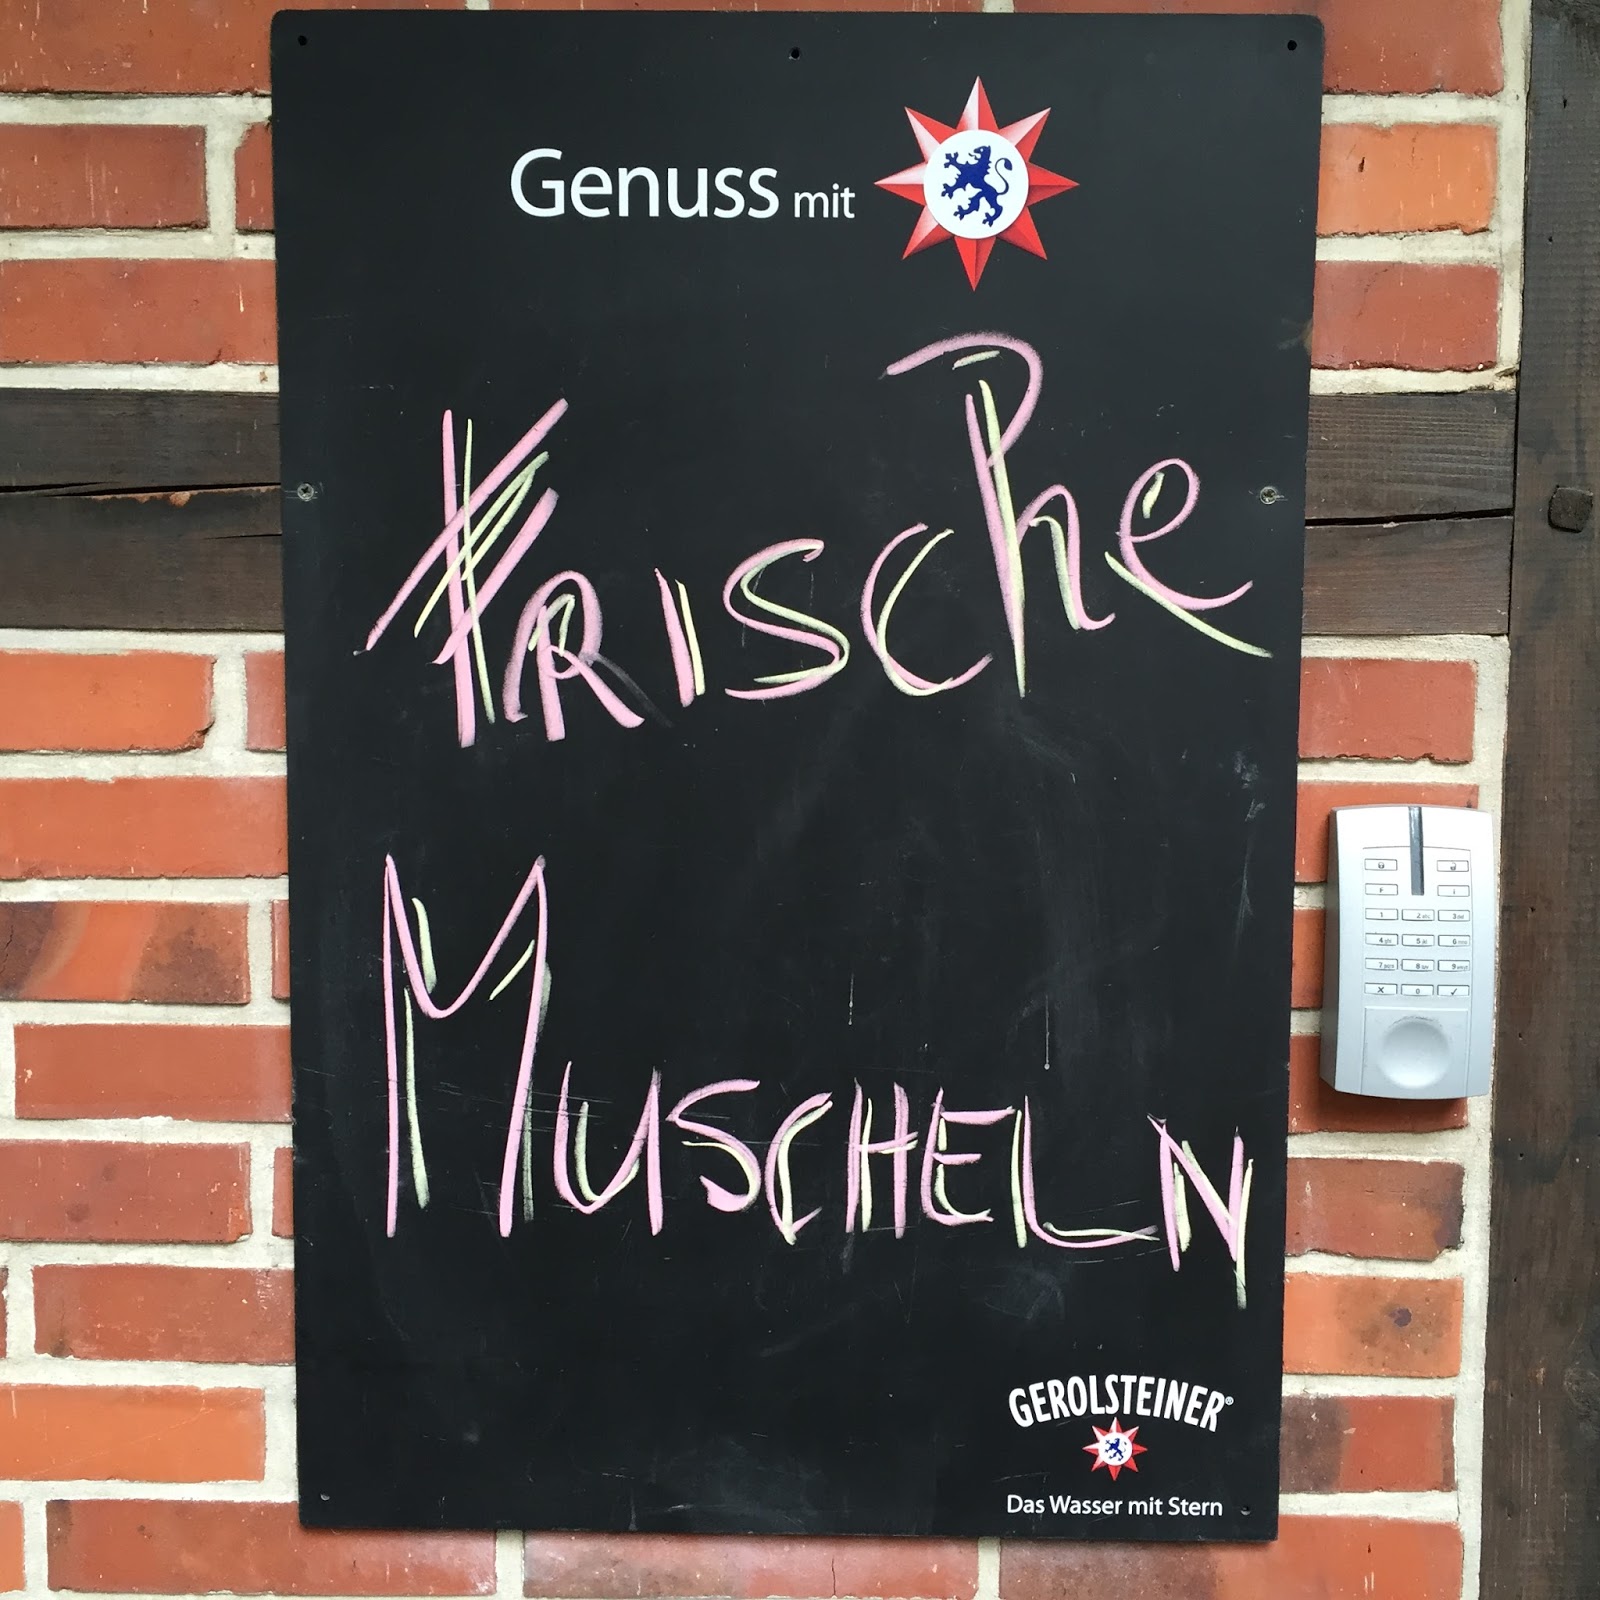 Genuss mit
FRISChe
MUSCHELN
GEROLSTEINER®
Das Wasser mit Stern